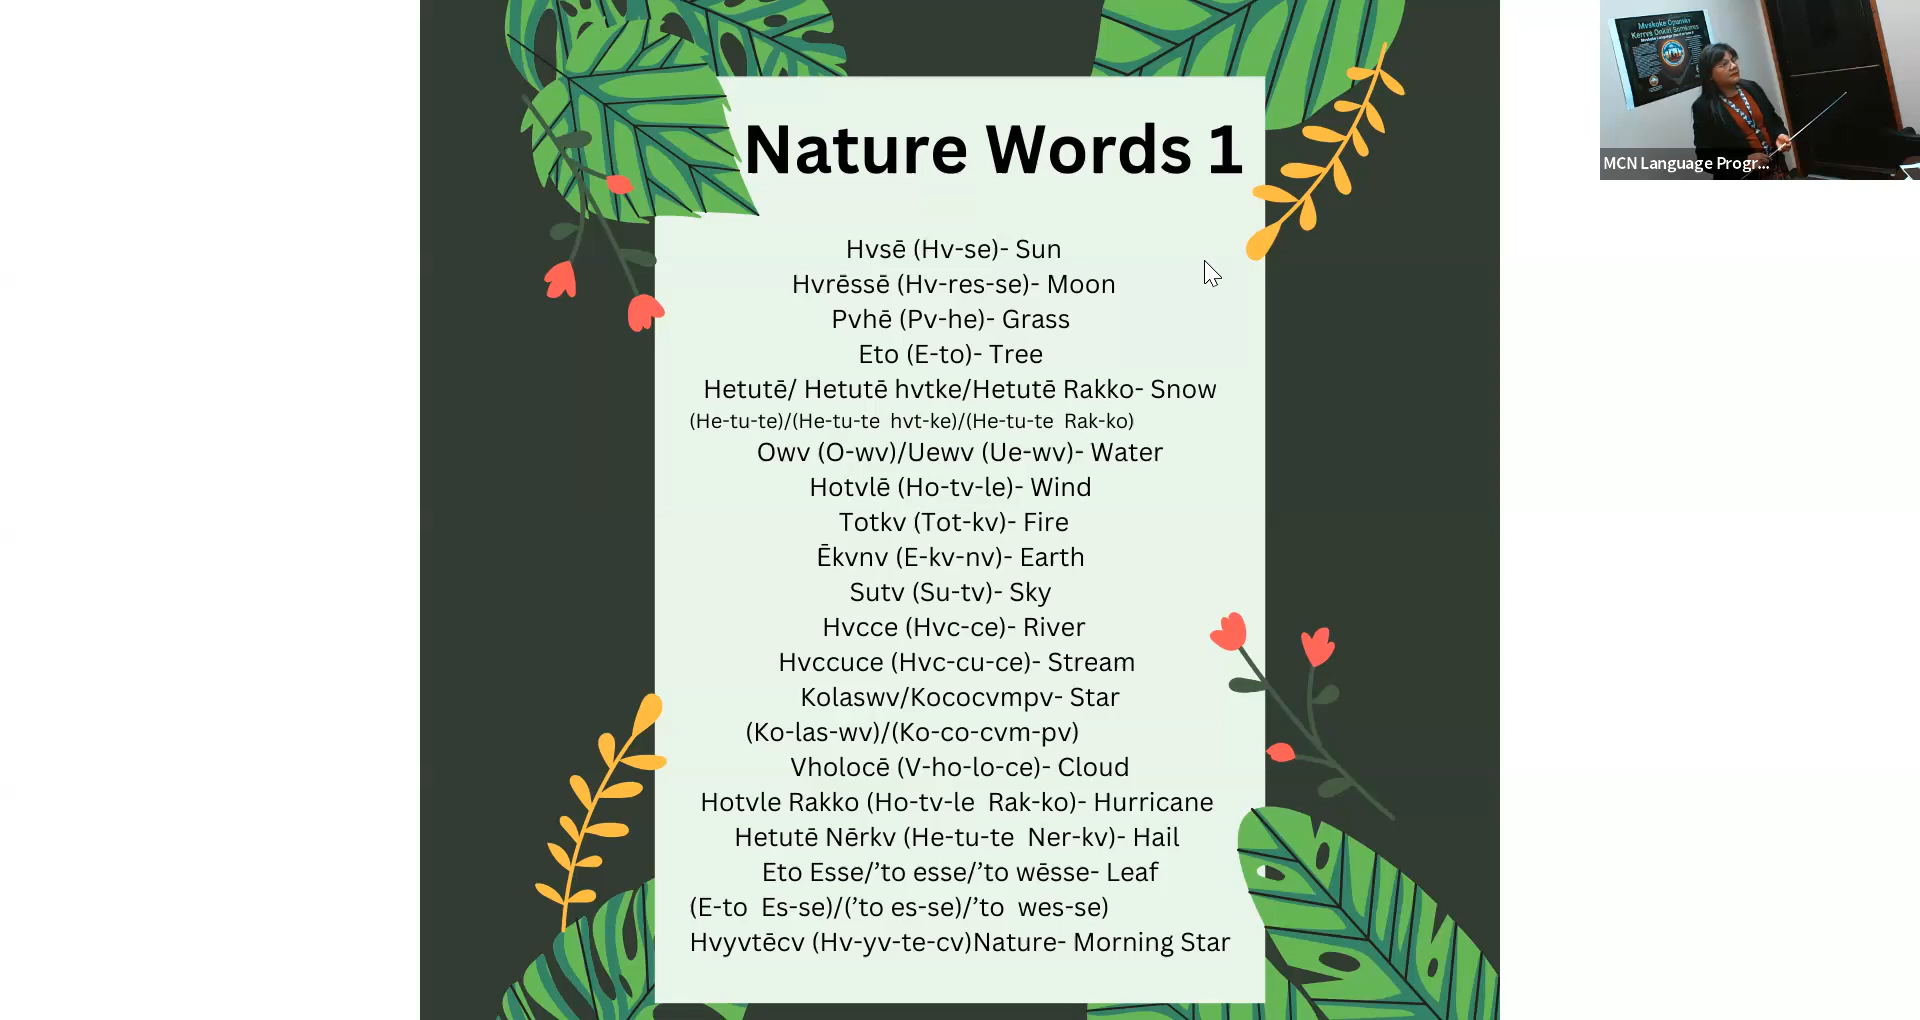 Nature Words 1
Hvsē (Hv-se)- Sun
Hvrēssē (Hv-res-se)- Moon
Pvhē (Pv-he)- Grass
Eto (E-to)- Tree
Hetutē/ Hetutē hvtke/Hetutē Rakko- Snow
(He-tu-te)/(He-tu-te hvt-ke)/(He-tu-te Rak-ko)
Owv (O-wv)/Uewv (Ue-wv)- Water
Hotvlē (Ho-tv-le)- Wind
Totkv (Tot-kv)- Fire
Ēkvnv (E-kv-nv)- Earth
Sutv (Su-tv)- Sky
Hvcce (Hvc-ce)- River
Hvccuce (Hvc-cu-ce)- Stream
Kolaswv/Kococvmpv- Star
(Ko-las-wv)/(Ko-co-cvm-pv)
Vholocē (V-ho-lo-ce)- Cloud
Hotvle Rakko (Ho-tv-le Rak-ko)- Hurricane
Hetutē Nērkv (He-tu-te Ner-kv)- Hail
Eto Esse/’to esse/’to wēsse- Leaf
(E-to Es-se)/(’to es-se)/’to wes-se)
Hvyvtēcv (Hv-yv-te-cv)Nature- Morning Star
Mvskoke Opunvkv
MCN Language Progr...